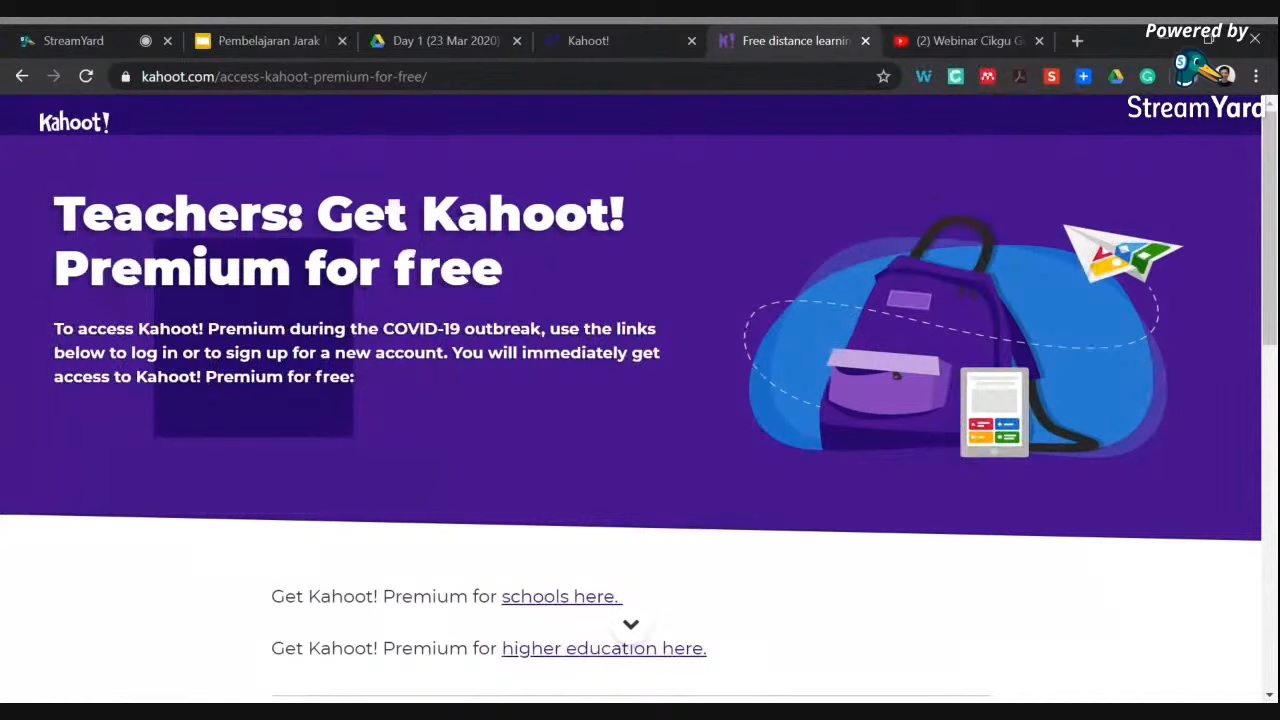 Powered by
StreamYard
StreamYard
Pembelajaran Jarak
Day 1 (23 Mar 2020)
Kahoot!
Free distance learnin
(2) Webinar Cikgu G
kahoot.com/access-kahoot-premium-for-free/
Kahoot!
Teachers: Get Kahoot!
Premium for free
To access Kahoot! Premium during the COVID-19 outbreak, use the links
below to log in or to sign up for a new account. You will immediately get
access to Kahoot! Premium for free:
Get Kahoot! Premium for schools here.
Get Kahoot! Premium for higher education here.